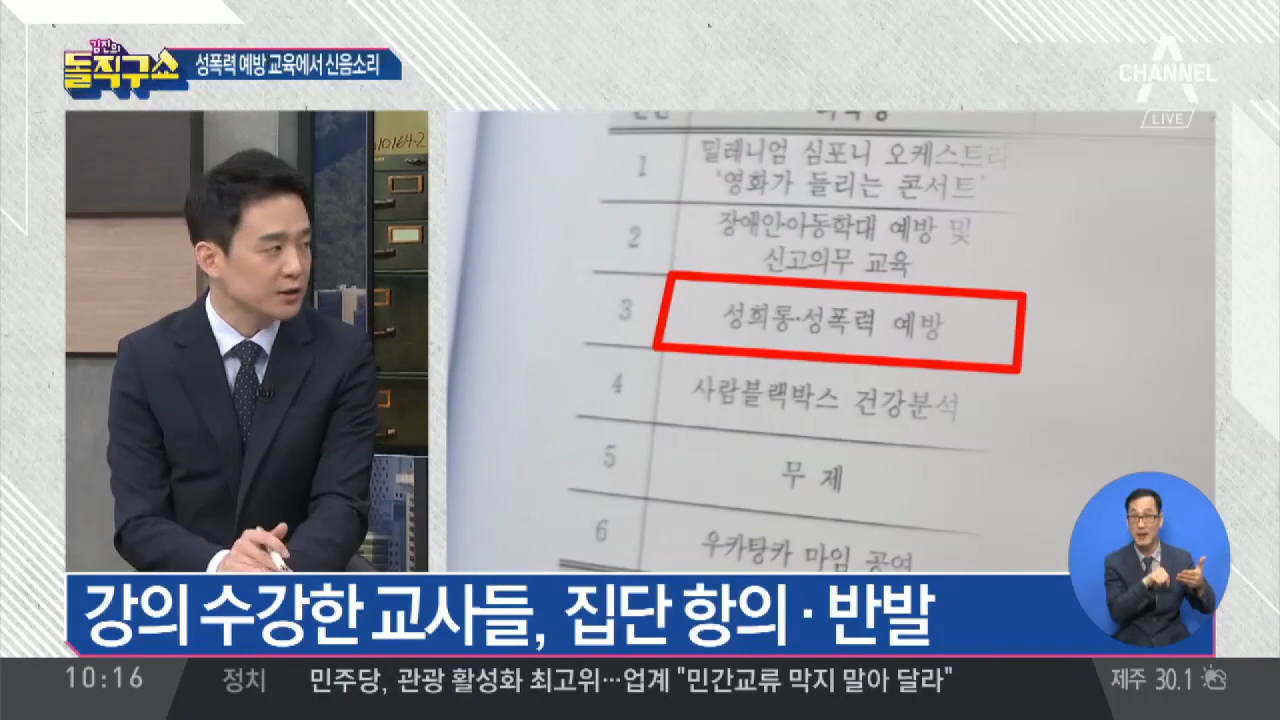 김진의
돌직구쇼
성폭력 예방 교육에서 신음소리
CHANNEL A
LIVE
10164-2
1
밀레니엄 심포니 오케스트라
'영화가 들리는 콘서트'
2
장애안아동학대 예방 및
신고의무 교육
3
성희롱·성폭력 예방
4
사람블랙박스 건강분석
5
무 제
6
우카탕카 마임 공연
강의 수강한 교사들, 집단 항의·반발
10:16
정치
민주당, 관광 활성화 최고위…업계 "민간교류 막지 말아 달라"
제주 30.1